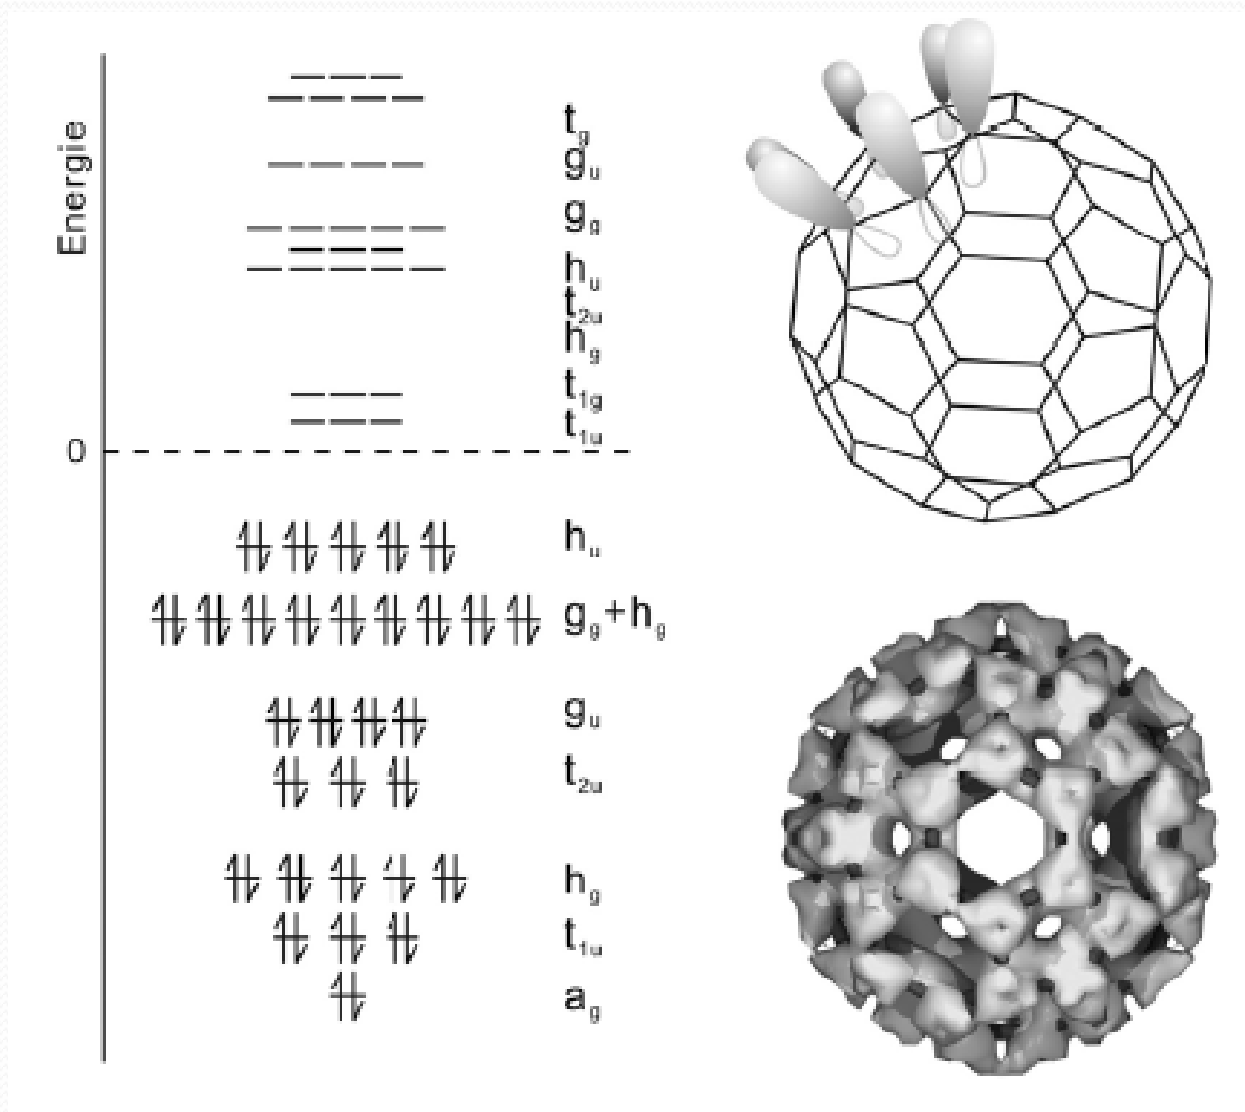 Energie
t_g
g_u
g_g
h_u
t_2u
h_g
t_1g
t_1u
0
h_u
g_g+h_g
g_u
t_2u
h_g
t_1u
a_g